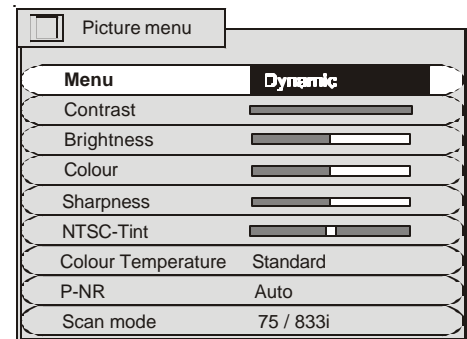 Picture menu
Menu Dynamic
Contrast
Brightness
Colour
Sharpness
NTSC-Tint
Colour Temperature Standard
P-NR Auto
Scan mode 75 / 833i